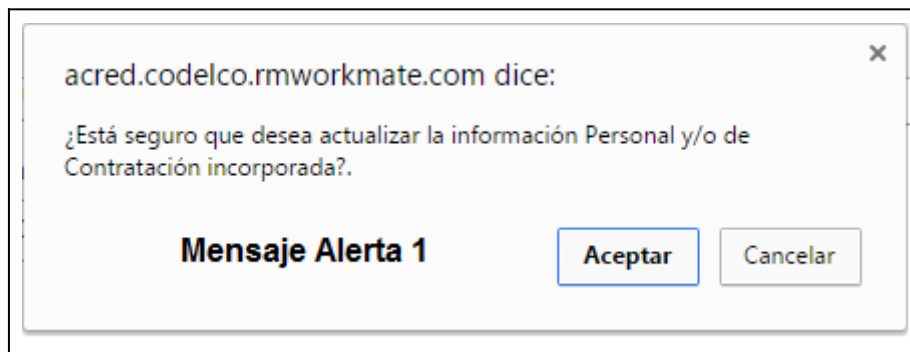 acred.codelco.rmworkmate.com dice:
¿Está seguro que desea actualizar la información Personal y/o de
Contratación incorporada?.
Mensaje Alerta 1
Aceptar
Cancelar